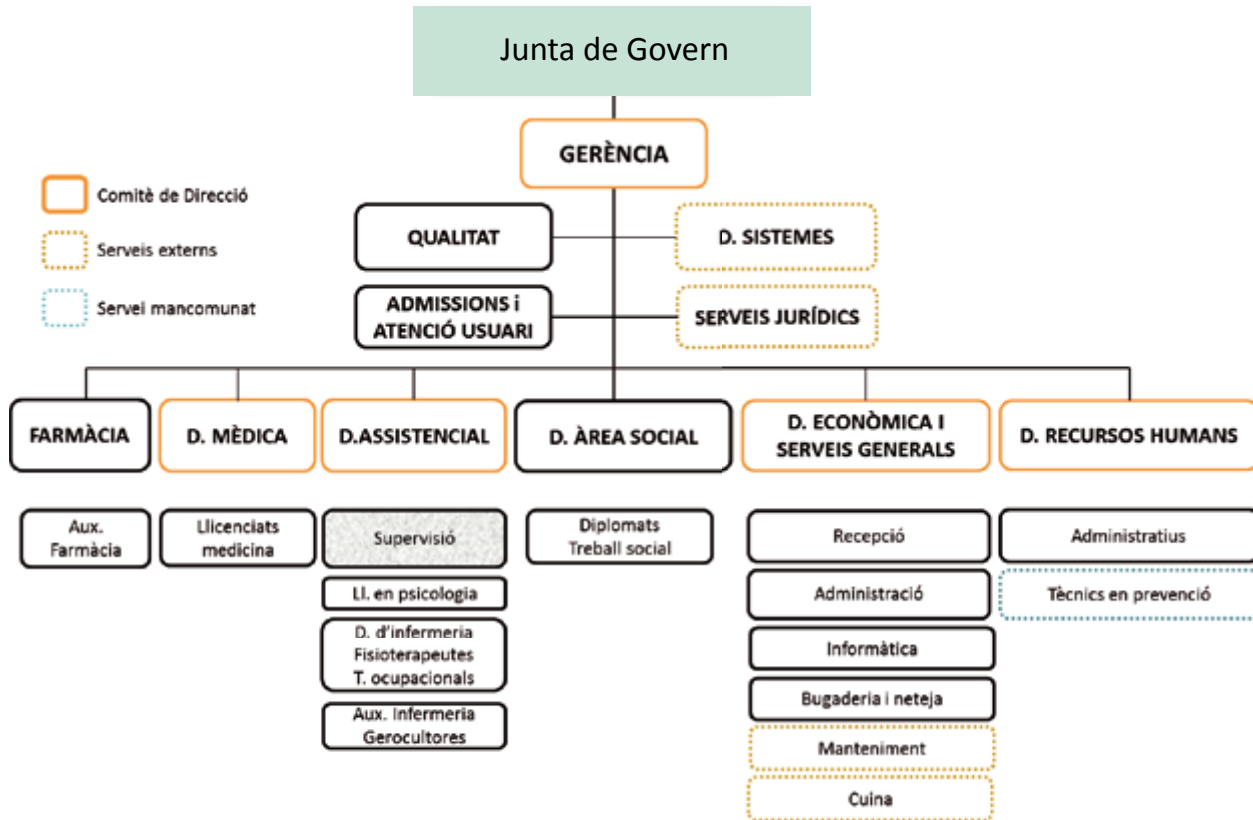 Junta de Govern
GERÈNCIA
Comitè de Direcció
Serveis externs
Servei mancomunat
QUALITAT
D. SISTEMES
ADMISSIONS i
ATENCIÓ USUARI
SERVEIS JURÍDICS
FARMÀCIA
D. MÈDICA
D.ASSISTENCIAL
D. ÀREA SOCIAL
D. ECONÒMICA I
SERVEIS GENERALS
D. RECURSOS HUMANS
Aux.
Farmàcia
Llicenciats
medicina
Supervisió
Ll. en psicologia
D. d'infermeria
Fisioterapeutes
T. ocupacionals
Aux. Infermeria
Gerocultores
Diplomats
Treball social
Recepció
Administració
Informàtica
Bugaderia i neteja
Manteniment
Cuina
Administratius
Tècnics en prevenció